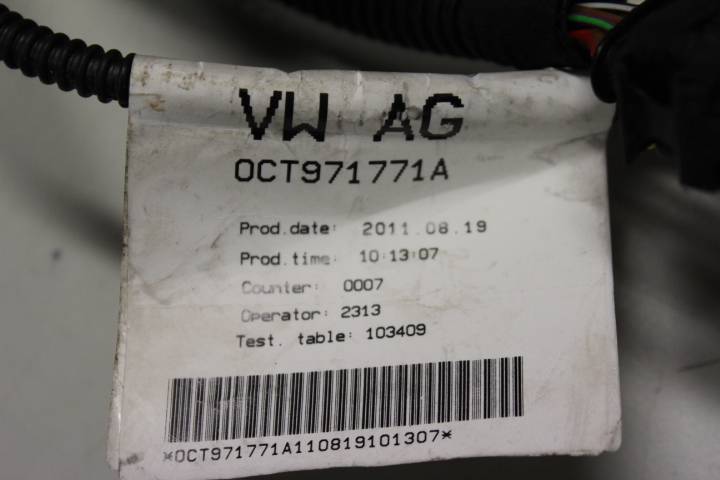 VW AG
0CT971771A
Prod.date: 2011.08.19
Prod.time: 10:13:07
Counter: 0007
Operator: 2313
Test. table: 103409
*0CT971771A110819101307*